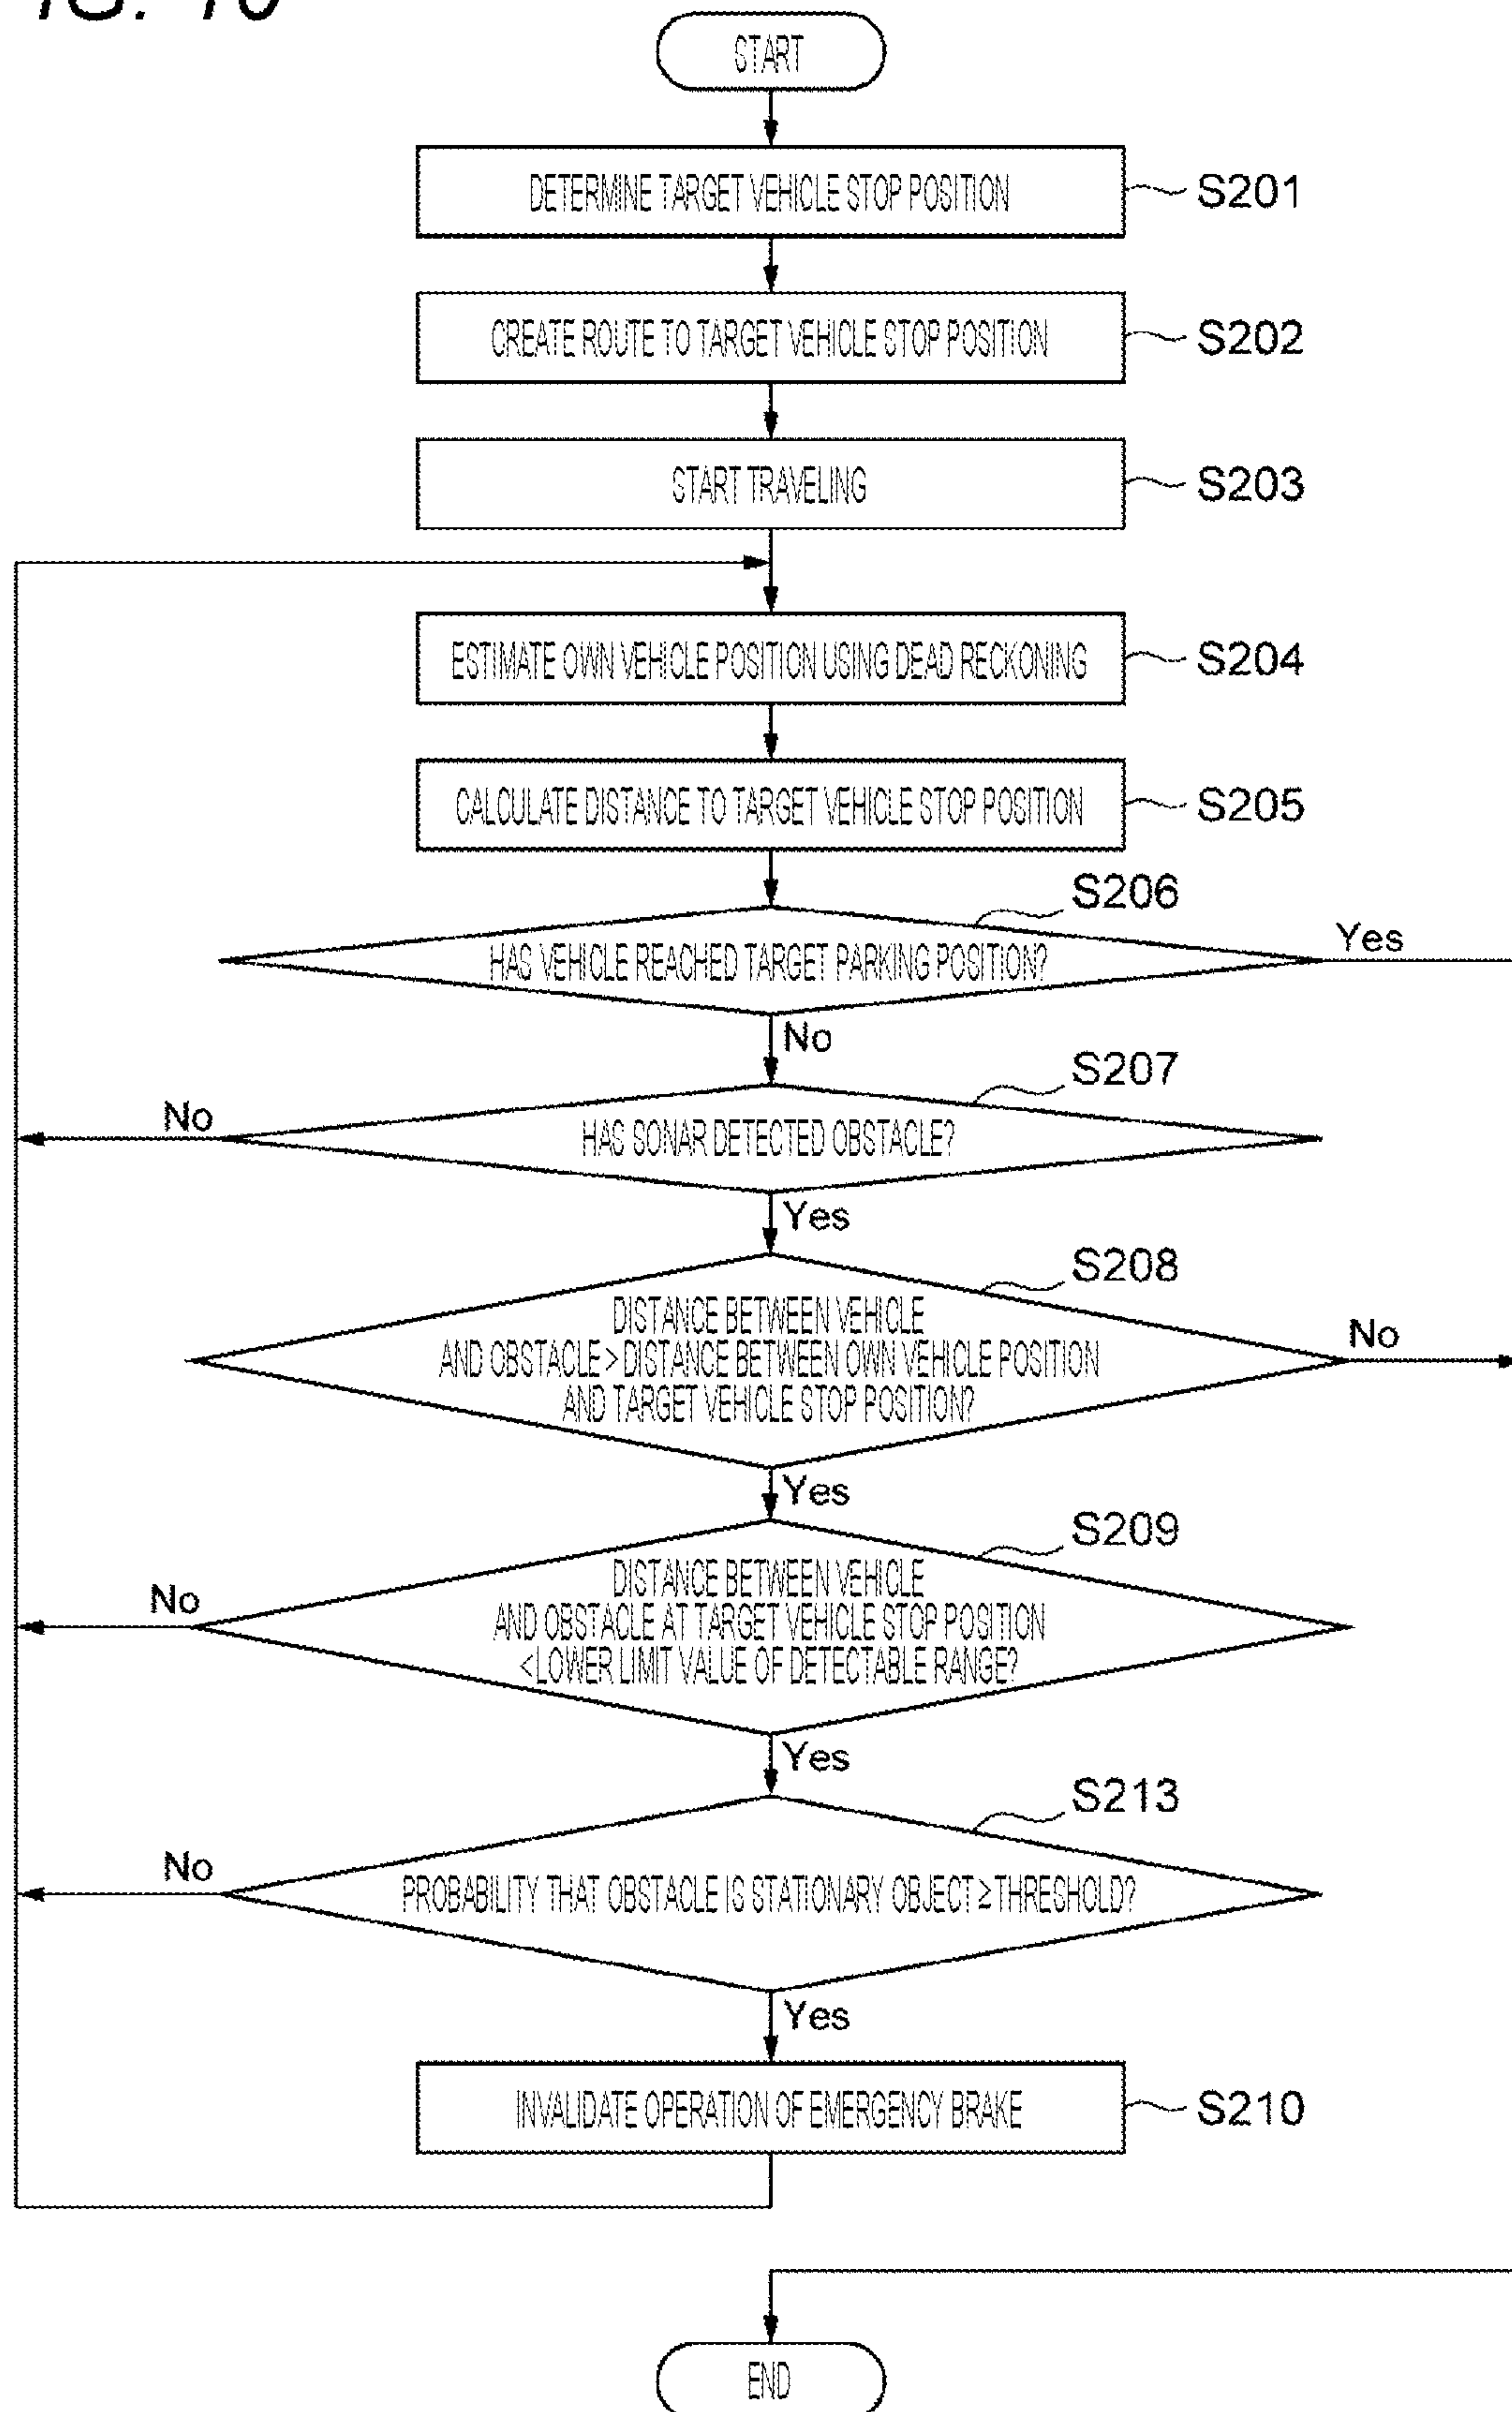 IG. 10
START
DETERMINE TARGET VEHICLE STOP POSITION
S201
CREATE ROUTE TO TARGET VEHICLE STOP POSITION
S202
START TRAVELING
S203
ESTIMATE OWN VEHICLE POSITION USING DEAD RECKONING
S204
CALCULATE DISTANCE TO TARGET VEHICLE STOP POSITION
S205
S206
HAS VEHICLE REACHED TARGET PARKING POSITION?
Yes
No
S207
HAS SONAR DETECTED OBSTACLE?
No
Yes
S208
DISTANCE BETWEEN VEHICLE
AND OBSTACLE > DISTANCE BETWEEN OWN VEHICLE POSITION
AND TARGET VEHICLE STOP POSITION?
No
Yes
S209
DISTANCE BETWEEN VEHICLE
AND OBSTACLE AT TARGET VEHICLE STOP POSITION
<LOWER LIMIT VALUE OF DETECTABLE RANGE?
No
Yes
S213
PROBABILITY THAT OBSTACLE IS STATIONARY OBJECT ≥ THRESHOLD?
No
Yes
INVALIDATE OPERATION OF EMERGENCY BRAKE
S210
END